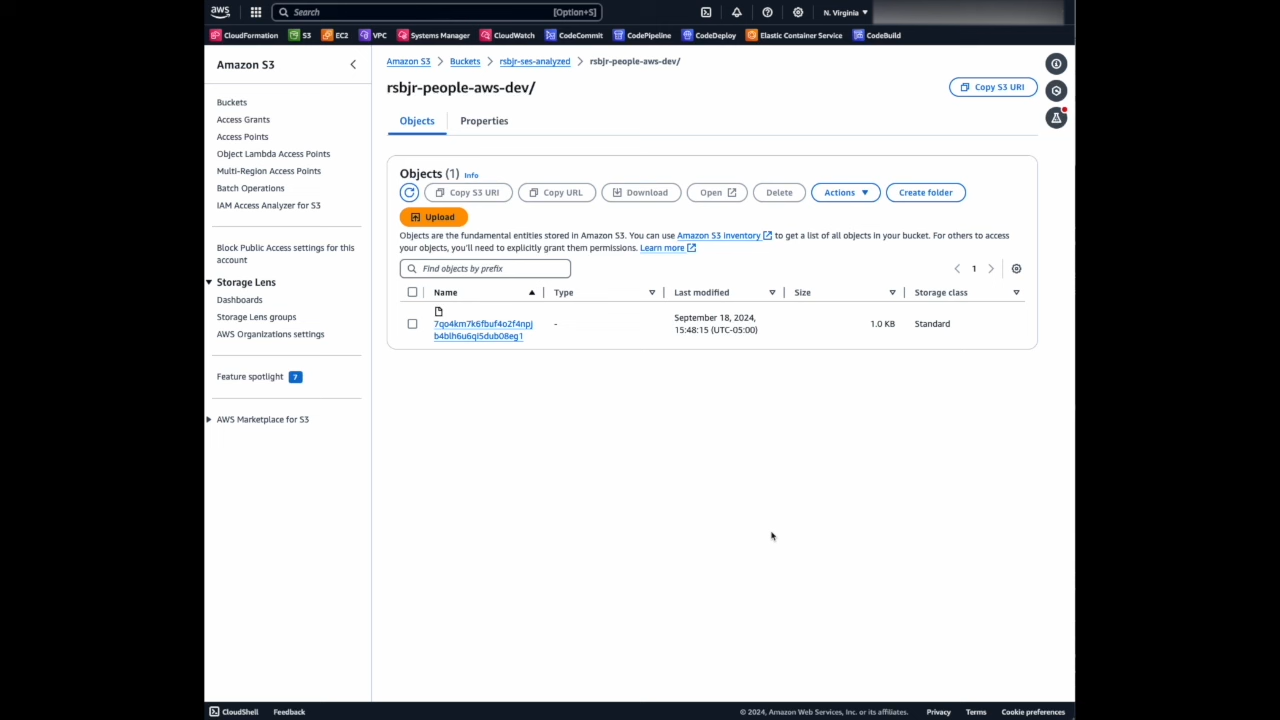 aws
Search [Option+S]
N. Virginia
CloudFormation S3 EC2 VPC Systems Manager CloudWatch CodeCommit CodePipeline CodeDeploy Elastic Container Service CodeBuild
Amazon S3
Buckets
Access Grants
Access Points
Object Lambda Access Points
Multi-Region Access Points
Batch Operations
IAM Access Analyzer for S3
Block Public Access settings for this
account
Storage Lens
Dashboards
Storage Lens groups
AWS Organizations settings
Feature spotlight 7
AWS Marketplace for S3
Amazon S3 > Buckets > rsbjr-ses-analyzed > rsbjr-people-aws-dev/
rsbjr-people-aws-dev/
Copy S3 URI
Objects Properties
Objects (1) Info
Copy S3 URI Copy URL Download Open Delete Actions Create folder
Upload
Objects are the fundamental entities stored in Amazon S3. You can use Amazon S3 inventory to get a list of all objects in your bucket. For others to access
your objects, you'll need to explicitly grant them permissions. Learn more
Find objects by prefix
1
Name Type Last modified Size Storage class
7qo4km7k6fbuf4o2f4npj
b4blh6u6qi5dub08eg1
-
September 18, 2024,
15:48:15 (UTC-05:00)
1.0 KB
Standard
CloudShell Feedback
© 2024, Amazon Web Services, Inc. or its affiliates. Privacy Terms Cookie preferences